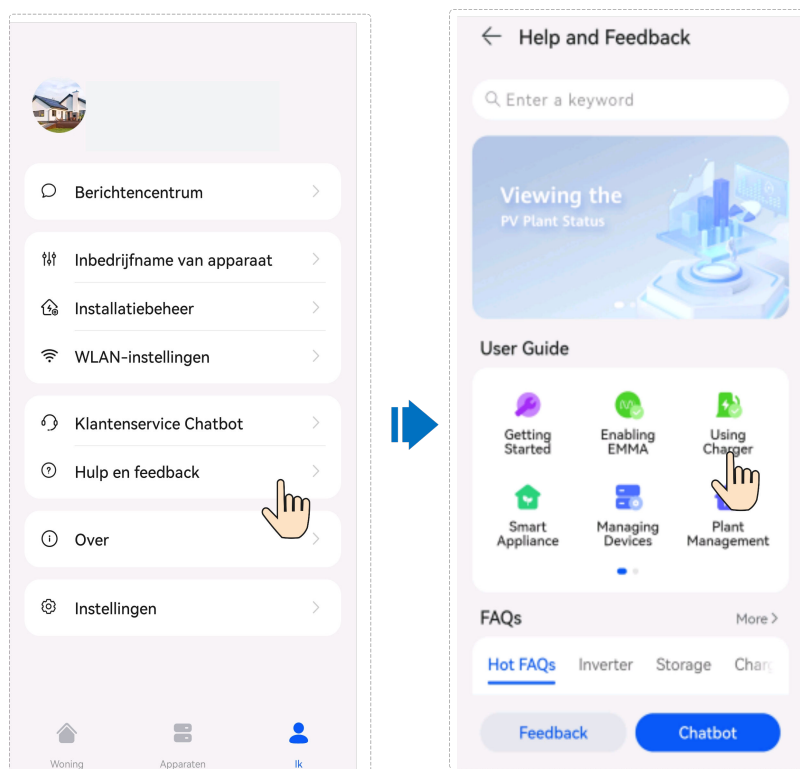 Berichtencentrum
Inbedrijfname van apparaat
Installatiebeheer
WLAN-instellingen
Klantenservice Chatbot
Hulp en feedback
Over
Instellingen
Woning
Apparaten
Ik
Help and Feedback
Enter a keyword
Viewing the
PV Plant Status
User Guide
Getting
Started
Enabling
EMMA
Using
Charger
Smart
Appliance
Managing
Devices
Plant
Management
FAQs
More
Hot FAQs Inverter Storage Char
Feedback
Chatbot